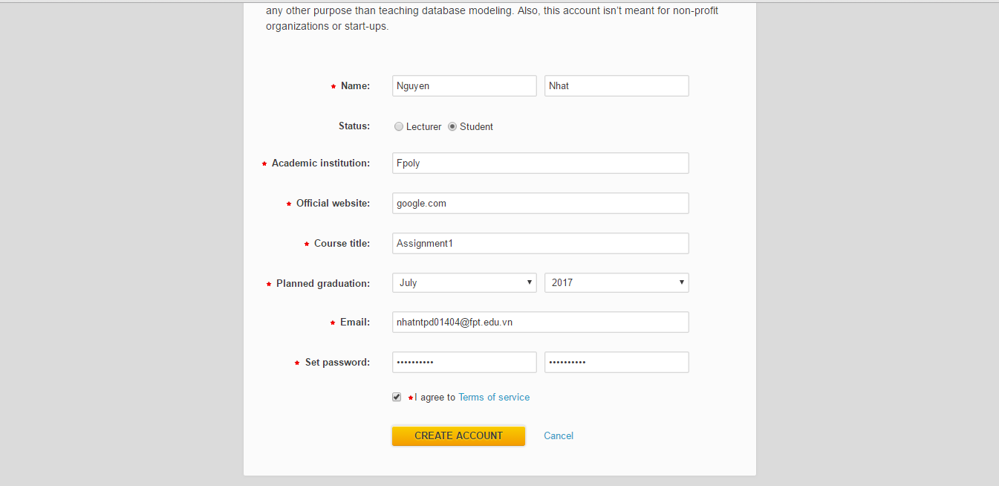 any other purpose than teaching database modeling. Also, this account isn't meant for non-profit
organizations or start-ups.
* Name: Nguyen Nhat
Status: Lecturer Student
* Academic institution: Fpoly
* Official website: google.com
* Course title: Assignment1
* Planned graduation: July 2017
* Email: nhatntpd01404@fpt.edu.vn
* Set password: •••••••••• ••••••••••
* I agree to Terms of service
CREATE ACCOUNT Cancel